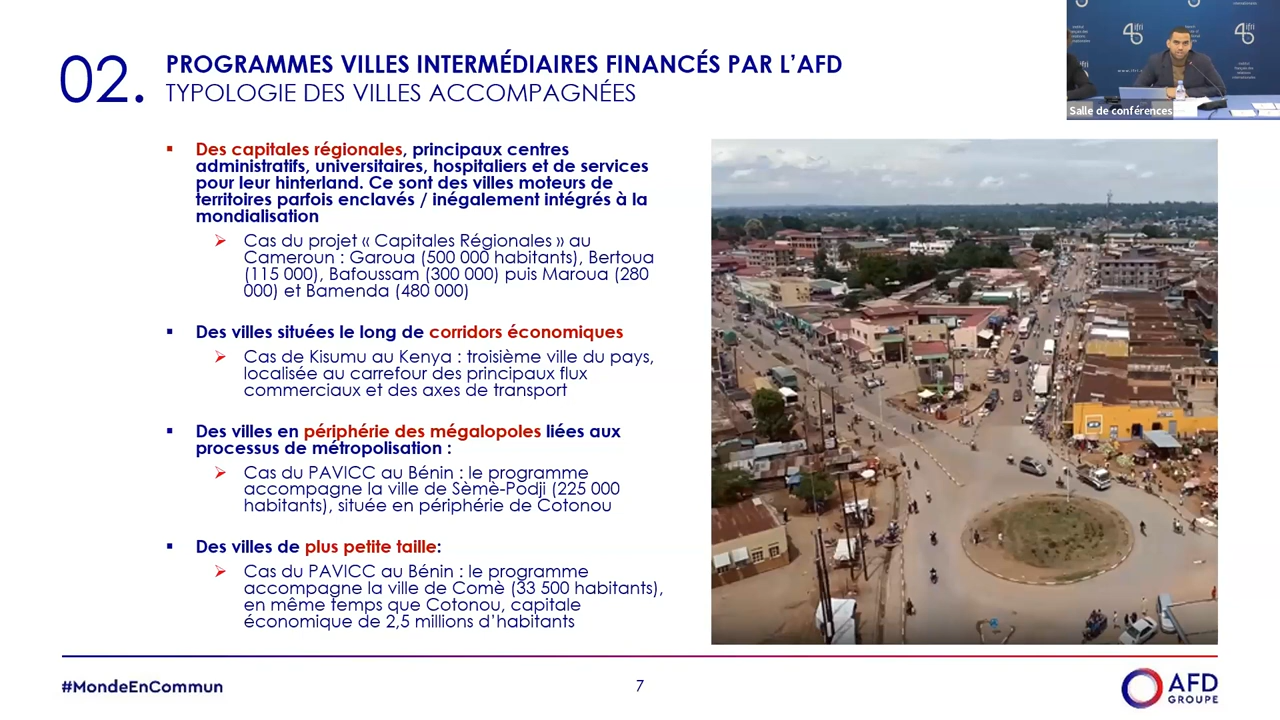 02.
PROGRAMMES VILLES INTERMÉDIAIRES FINANCÉS PAR L'AFD
TYPOLOGIE DES VILLES ACCOMPAGNÉES
ifri
ifri
Salle de conférences
▪ Des capitales régionales, principaux centres
administratifs, universitaires, hospitaliers et de services
pour leur hinterland. Ce sont des villes moteurs de
territoires parfois enclavés / inégalement intégrés à la
mondialisation
➢ Cas du projet « Capitales Régionales » au
Cameroun : Garoua (500 000 habitants), Bertoua
(115 000), Bafoussam (300 000) puis Maroua (280
000) et Bamenda (480 000)
▪ Des villes situées le long de corridors économiques
➢ Cas de Kisumu au Kenya : troisième ville du pays,
localisée au carrefour des principaux flux
commerciaux et des axes de transport
▪ Des villes en périphérie des mégalopoles liées aux
processus de métropolisation :
➢ Cas du PAVICC au Bénin : le programme
accompagne la ville de Sèmè-Podji (225 000
habitants), située en périphérie de Cotonou
▪ Des villes de plus petite taille:
➢ Cas du PAVICC au Bénin : le programme
accompagne la ville de Comè (33 500 habitants),
en même temps que Cotonou, capitale
économique de 2,5 millions d'habitants
#MondeEnCommun
7
AFD
GROUPE